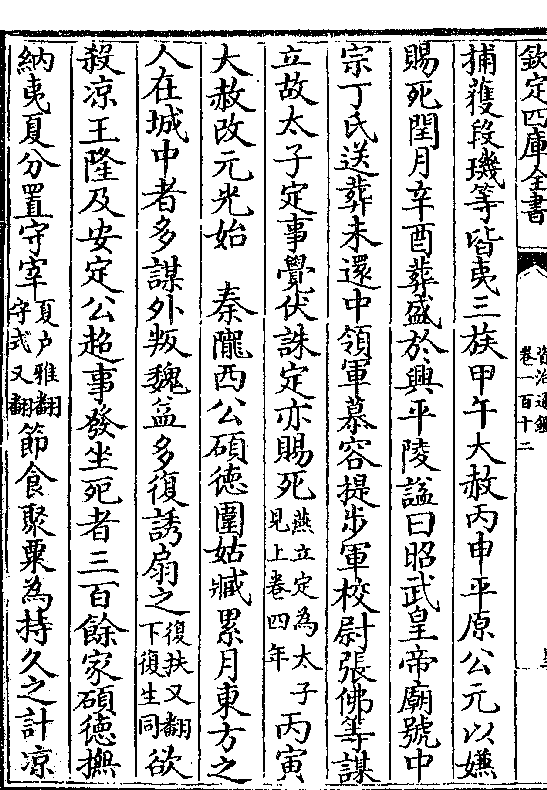 欽定四庫全書
資治通鑑
卷一百十二
捕獲段璣等皆夷三族甲午大赦丙申平原公元以嫌
賜死閏月辛酉葬盛於興平陵諡曰昭武皇帝廟號中
宗丁氏送葬未還中領軍慕容提步軍校尉張佛等謀
立故太子定事覺伏誅定亦賜死燕立定為太子見上卷四年丙寅
大赦改元光始 秦隴西公碩德圍姑臧累月東方之
人在城中者多謀外叛魏益多復誘扇之復扶又翻下復生同欲
殺涼王隆及安定公超事發坐死者三百餘家碩德撫
納夷夏分置守宰夏户雅翻守式又翻節食聚粟為持久之計涼